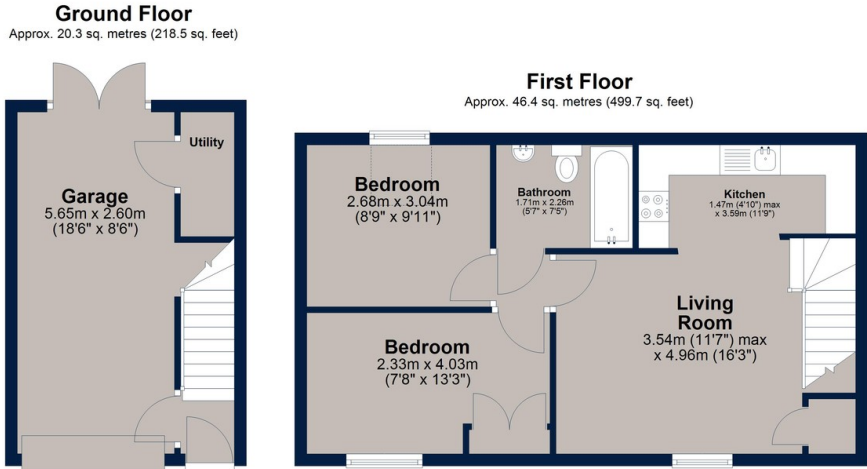 Ground Floor
Approx. 20.3 sq. metres (218.5 sq. feet)
Utility
Garage
5.65m x 2.60m
(18'6" x 8'6")
First Floor
Approx. 46.4 sq. metres (499.7 sq. feet)
Bedroom
2.68m x 3.04m
(8'9" x 9'11")
Bathroom
1.71m x 2.26m
(5'7" x 7'5")
Kitchen
1.47m (4'10") max
x 3.59m (11'9")
Living
Room
3.54m (11'7") max
x 4.96m (16'3")
Bedroom
2.33m x 4.03m
(7'8" x 13'3")